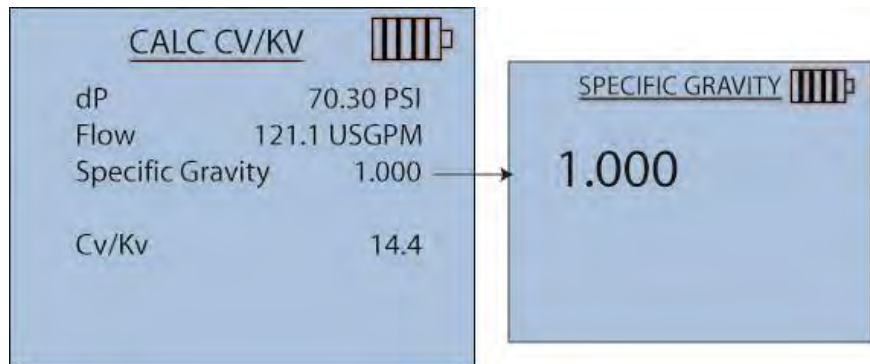 CALC CV/KV
dP 70.30 PSI
Flow 121.1 USGPM
Specific Gravity 1.000
Cv/Kv 14.4
SPECIFIC GRAVITY
1.000